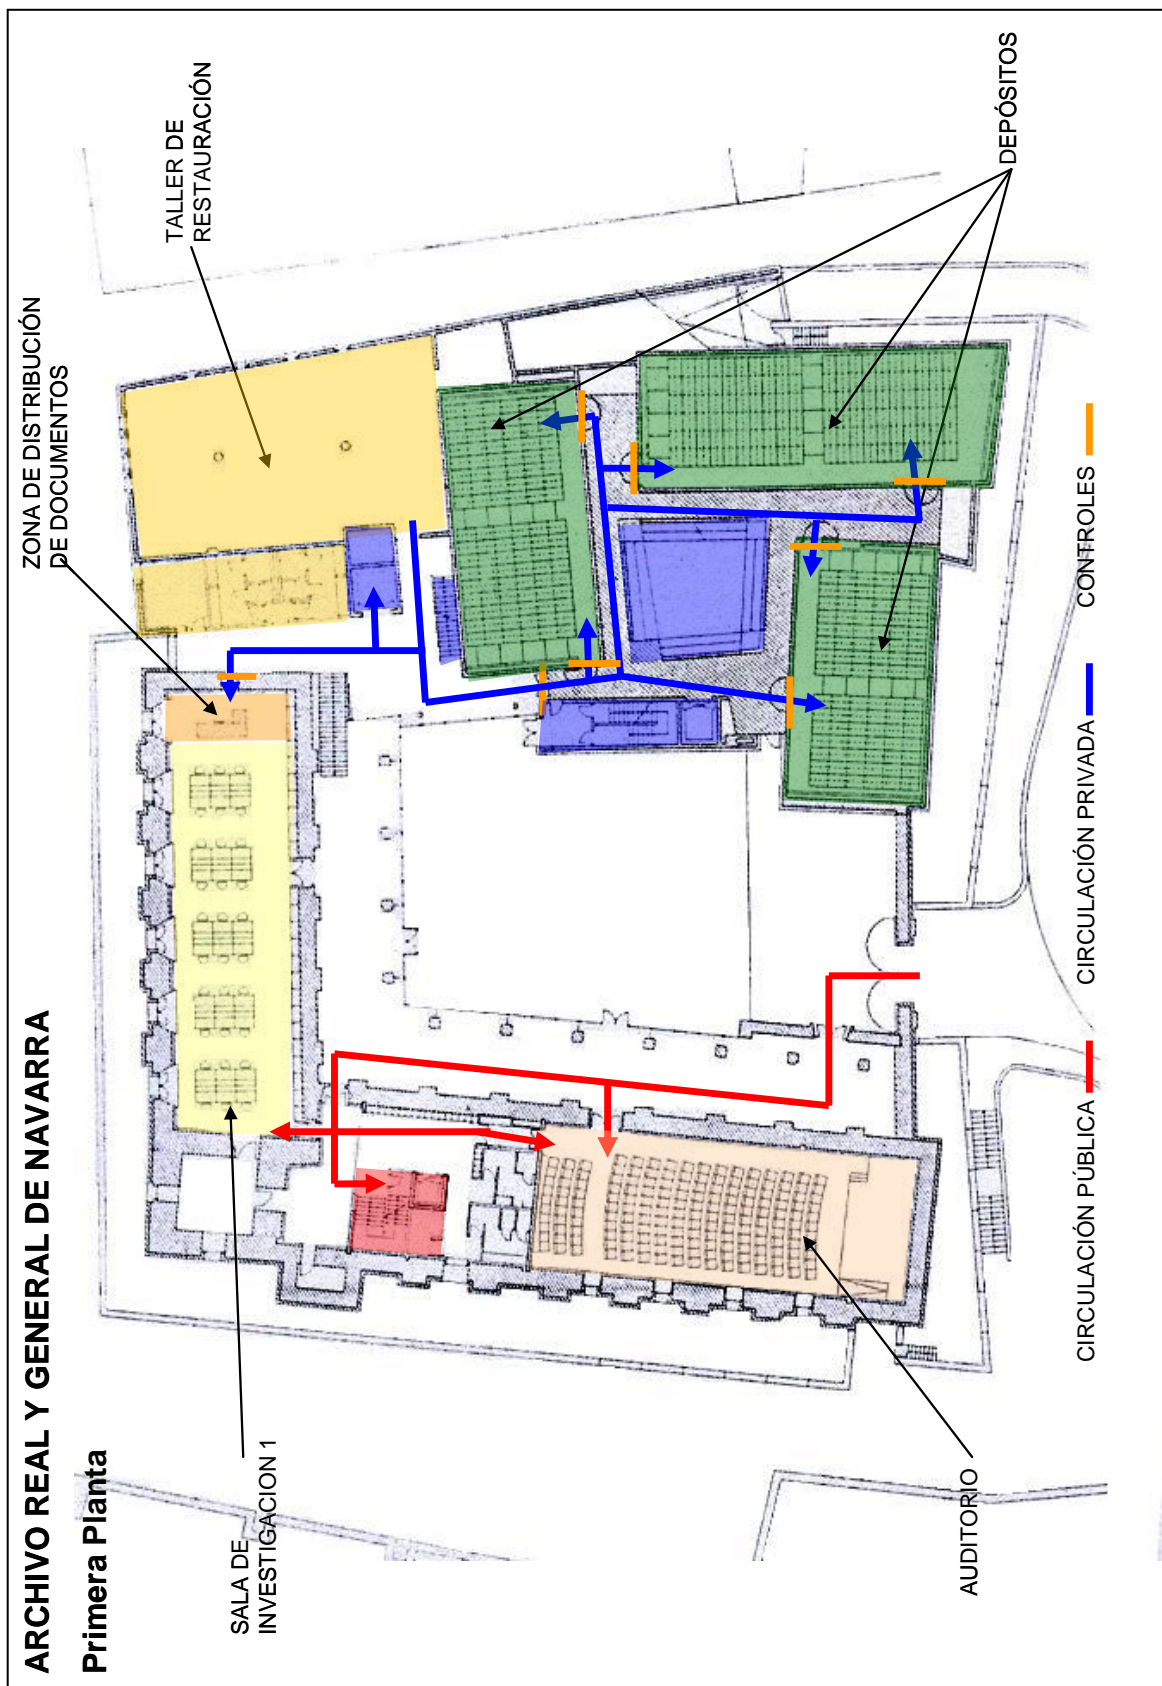 ARCHIVO REAL Y GENERAL DE NAVARRA
Primera Planta
ZONA DE DISTRIBUCIÓN
DE DOCUMENTOS
TALLER DE
RESTAURACIÓN
SALA DE
INVESTIGACION 1
DEPÓSITOS
AUDITORIO
CIRCULACIÓN PÚBLICA
CIRCULACIÓN PRIVADA
CONTROLES